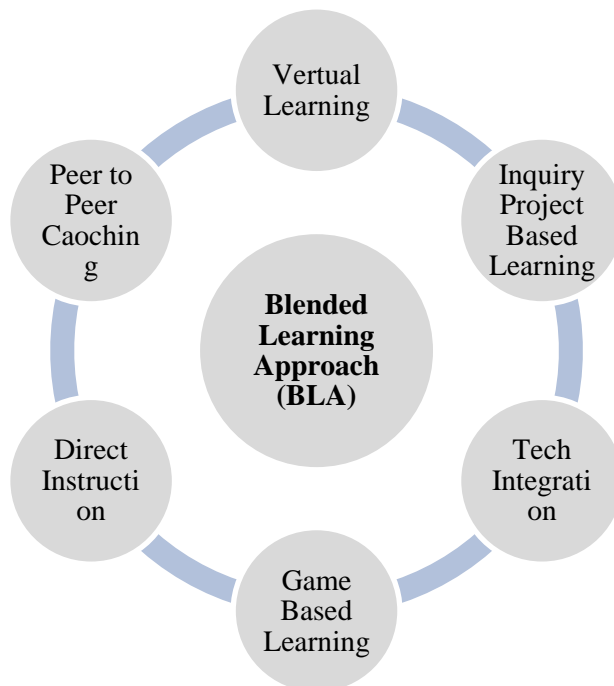 Vertual
Learning
Inquiry
Project
Based
Learning
Tech
Integrati
on
Game
Based
Learning
Direct
Instructi
on
Peer to
Peer
Caochin
g
Blended
Learning
Approach
(BLA)